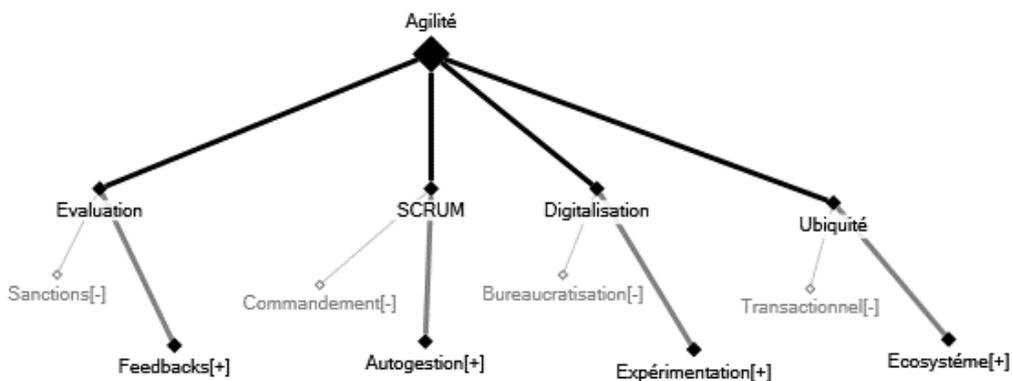 Agilité
Evaluation
SCRUM
Digitalisation
Ubiquité
Sanctions[-]
Commandement[-]
Bureaucratisation[-]
Transactionnel[-]
Feedbacks[+]
Autogestion[+]
Expérimentation[+]
Ecosystéme[+]